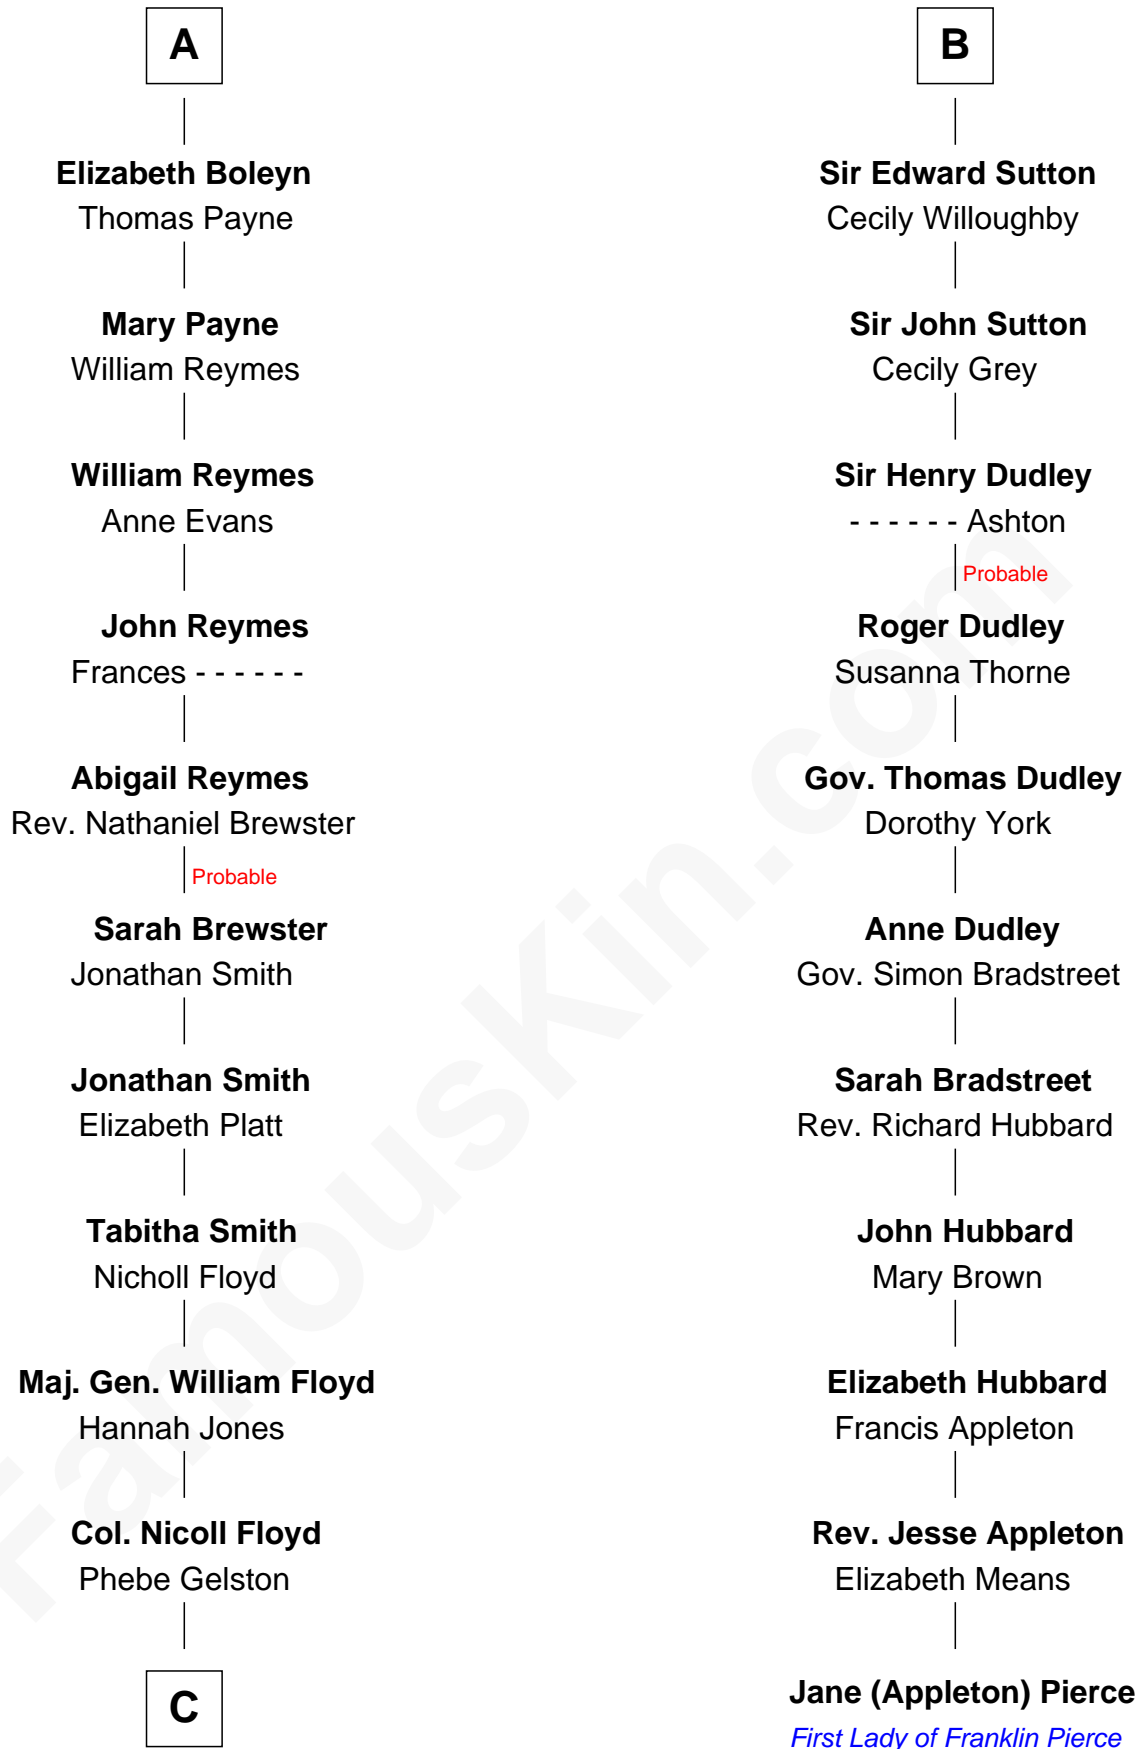 A
Elizabeth Boleyn
Thomas Payne
Mary Payne
William Reymes
William Reymes
Anne Evans
John Reymes
Frances - - - - - -
Abigail Reymes
Rev. Nathaniel Brewster
Probable
Sarah Brewster
Jonathan Smith
Jonathan Smith
Elizabeth Platt
Tabitha Smith
Nicholl Floyd
Maj. Gen. William Floyd
Hannah Jones
Col. Nicoll Floyd
Phebe Gelston
C
B
Sir Edward Sutton
Cecily Willoughby
Sir John Sutton
Cecily Grey
Sir Henry Dudley
- - - - - - Ashton
Probable
Roger Dudley
Susanna Thorne
Gov. Thomas Dudley
Dorothy York
Anne Dudley
Gov. Simon Bradstreet
Sarah Bradstreet
Rev. Richard Hubbard
John Hubbard
Mary Brown
Elizabeth Hubbard
Francis Appleton
Rev. Jesse Appleton
Elizabeth Means
Jane (Appleton) Pierce
First Lady of Franklin Pierce
FamousKin.com